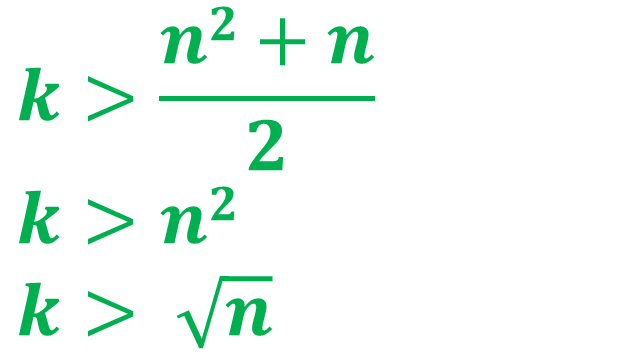 k > (n² + n)/2
k > n²
k > √n